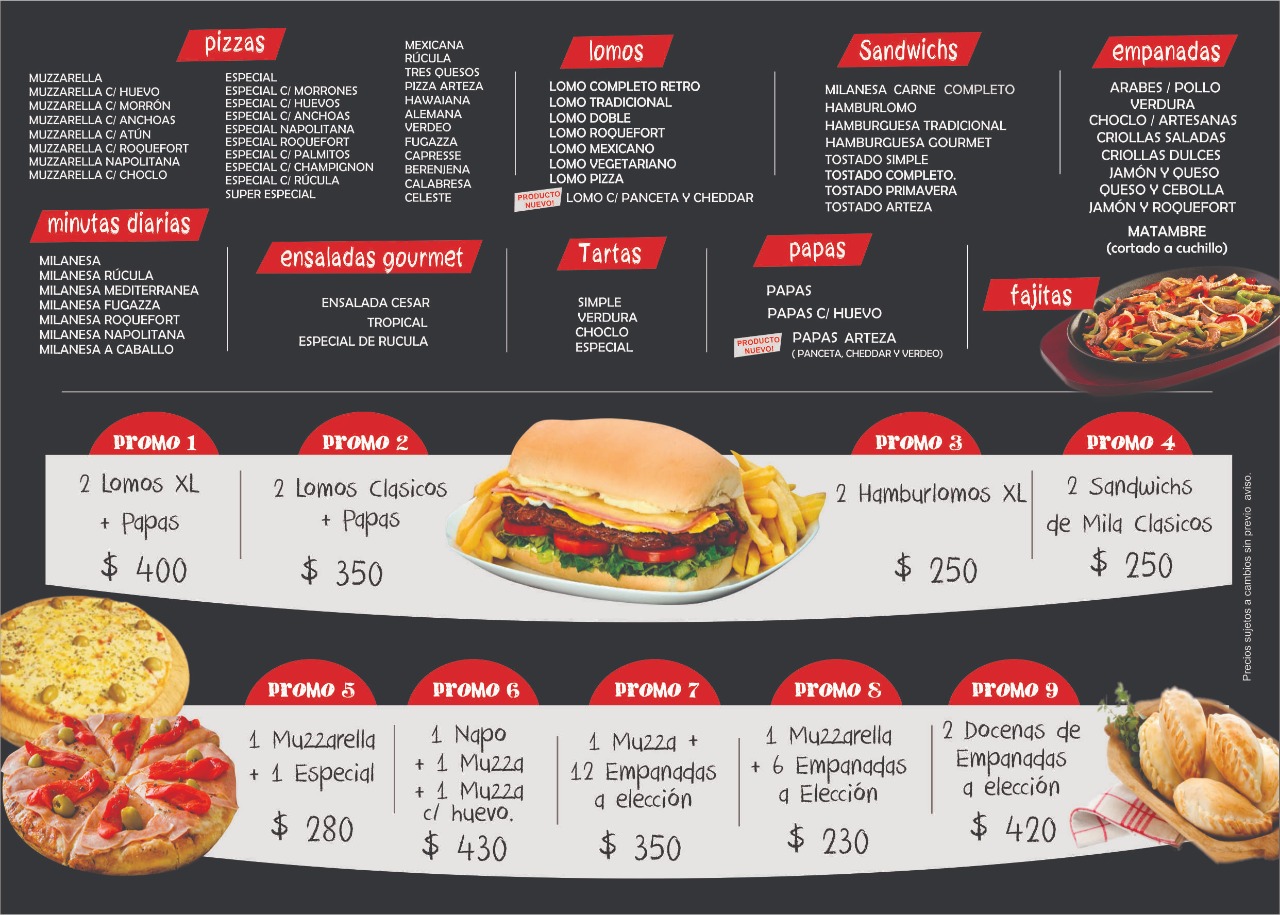 pizzas
MUZZARELLA
MUZZARELLA C/ HUEVO
MUZZARELLA C/ MORRÓN
MUZZARELLA C/ ANCHOAS
MUZZARELLA C/ ATÚN
MUZZARELLA C/ ROQUEFORT
MUZZARELLA NAPOLITANA
MUZZARELLA C/ CHOCLO
ESPECIAL
ESPECIAL C/ MORRONES
ESPECIAL C/ HUEVOS
ESPECIAL C/ ANCHOAS
ESPECIAL NAPOLITANA
ESPECIAL ROQUEFORT
ESPECIAL C/ PALMITOS
ESPECIAL C/ CHAMPIGNON
ESPECIAL C/ RÚCULA
SUPER ESPECIAL
MEXICANA
RÚCULA
TRES QUESOS
PIZZA ARTEZA
HAWAIANA
ALEMANA
VERDEO
FUGAZZA
CAPRESSE
BERENJENA
CALABRESA
CELESTE
lomos
LOMO COMPLETO RETRO
LOMO TRADICIONAL
LOMO DOBLE
LOMO ROQUEFORT
LOMO MEXICANO
LOMO VEGETARIANO
LOMO PIZZA
PRODUCTO
NUEVO!
LOMO C/ PANCETA Y CHEDDAR
Sandwichs
MILANESA CARNE COMPLETO
HAMBURLOMO
HAMBURGUESA TRADICIONAL
HAMBURGUESA GOURMET
TOSTADO SIMPLE
TOSTADO COMPLETO.
TOSTADO PRIMAVERA
TOSTADO ARTEZA
empanadas
ARABES / POLLO
VERDURA
CHOCLO / ARTESANAS
CRIOLLAS SALADAS
CRIOLLAS DULCES
JAMÓN Y QUESO
QUESO Y CEBOLLA
JAMÓN Y ROQUEFORT
MATAMBRE
(cortado a cuchillo)
minutas diarias
MILANESA
MILANESA RÚCULA
MILANESA MEDITERRANEA
MILANESA FUGAZZA
MILANESA ROQUEFORT
MILANESA NAPOLITANA
MILANESA A CABALLO
ensaladas gourmet
ENSALADA CESAR
TROPICAL
ESPECIAL DE RUCULA
Tartas
SIMPLE
VERDURA
CHOCLO
ESPECIAL
papas
PAPAS
PAPAS C/ HUEVO
PRODUCTO
NUEVO!
PAPAS ARTEZA
( PANCETA, CHEDDAR Y VERDEO)
fajitas
PROMO 1
2 Lomos XL
+ Papas
$ 400
PROMO 2
2 Lomos Clasicos
+ Papas
$ 350
PROMO 3
2 Hamburlomos XL
$ 250
PROMO 4
2 Sandwichs
de Mila Clasicos
$ 250
Precios sujetos a cambios sin previo aviso.
PROMO 5
1 Muzzarella
+ 1 Especial
$ 280
PROMO 6
1 Napo
+ 1 Muzza
+ 1 Muzza
c/ huevo.
$ 430
PROMO 7
1 Muzza +
12 Empanadas
a elección
$ 350
PROMO 8
1 Muzzarella
+ 6 Empanadas
a Elección
$ 230
PROMO 9
2 Docenas de
Empanadas
a elección
$ 420